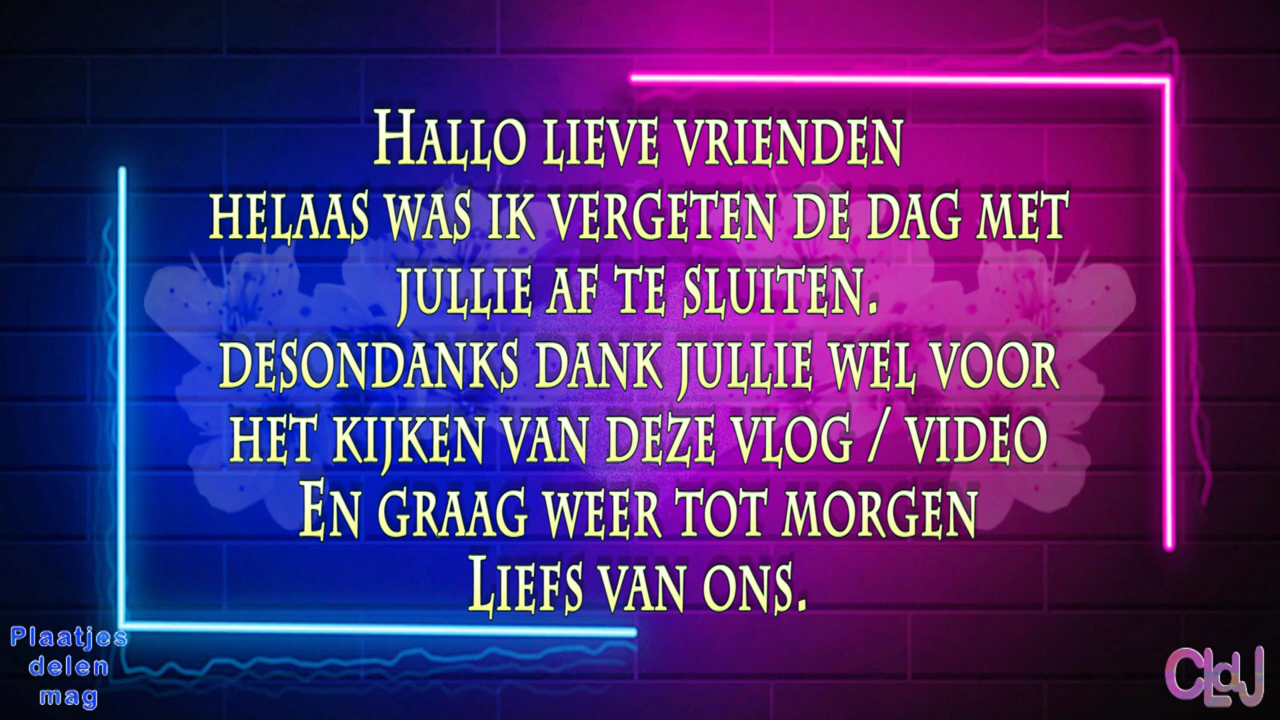 Hallo lieve vrienden
helaas was ik vergeten de dag met
jullie af te sluiten.
desondanks dank jullie wel voor
het kijken van deze vlog / video
En graag weer tot morgen
Liefs van ons.
Plaatjes
delen
mag
CLdJ